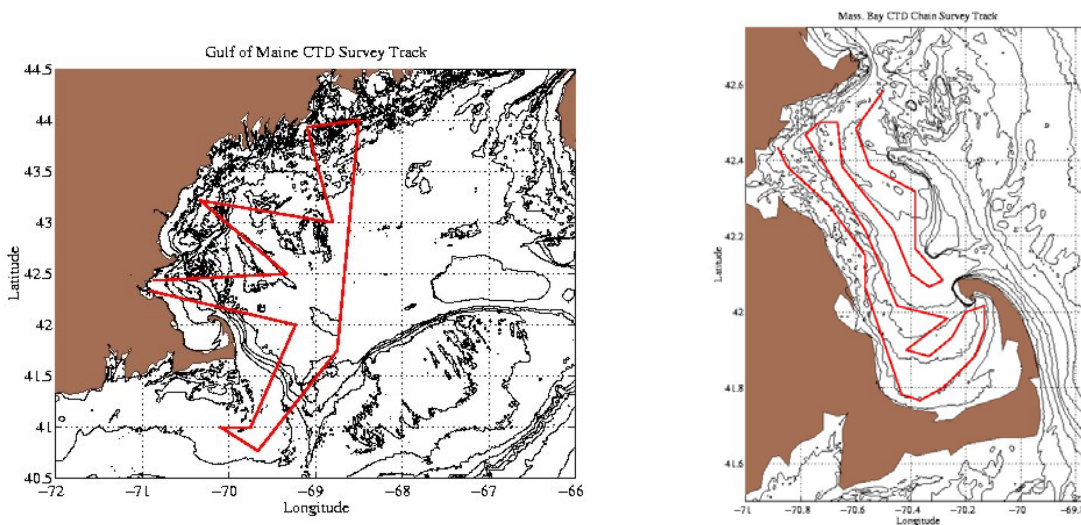 Gulf of Maine CTD Survey Track
44.5
44
43.5
43
42.5
42
41.5
41
40.5
Latitude
−72 −71 −70 −69 −68 −67 −66
Longitude
Mass. Bay CTD Chain Survey Track
42.6
42.4
42.2
42
41.8
41.6
Latitude
−71 −70.8 −70.6 −70.4 −70.2 −70
Longitude